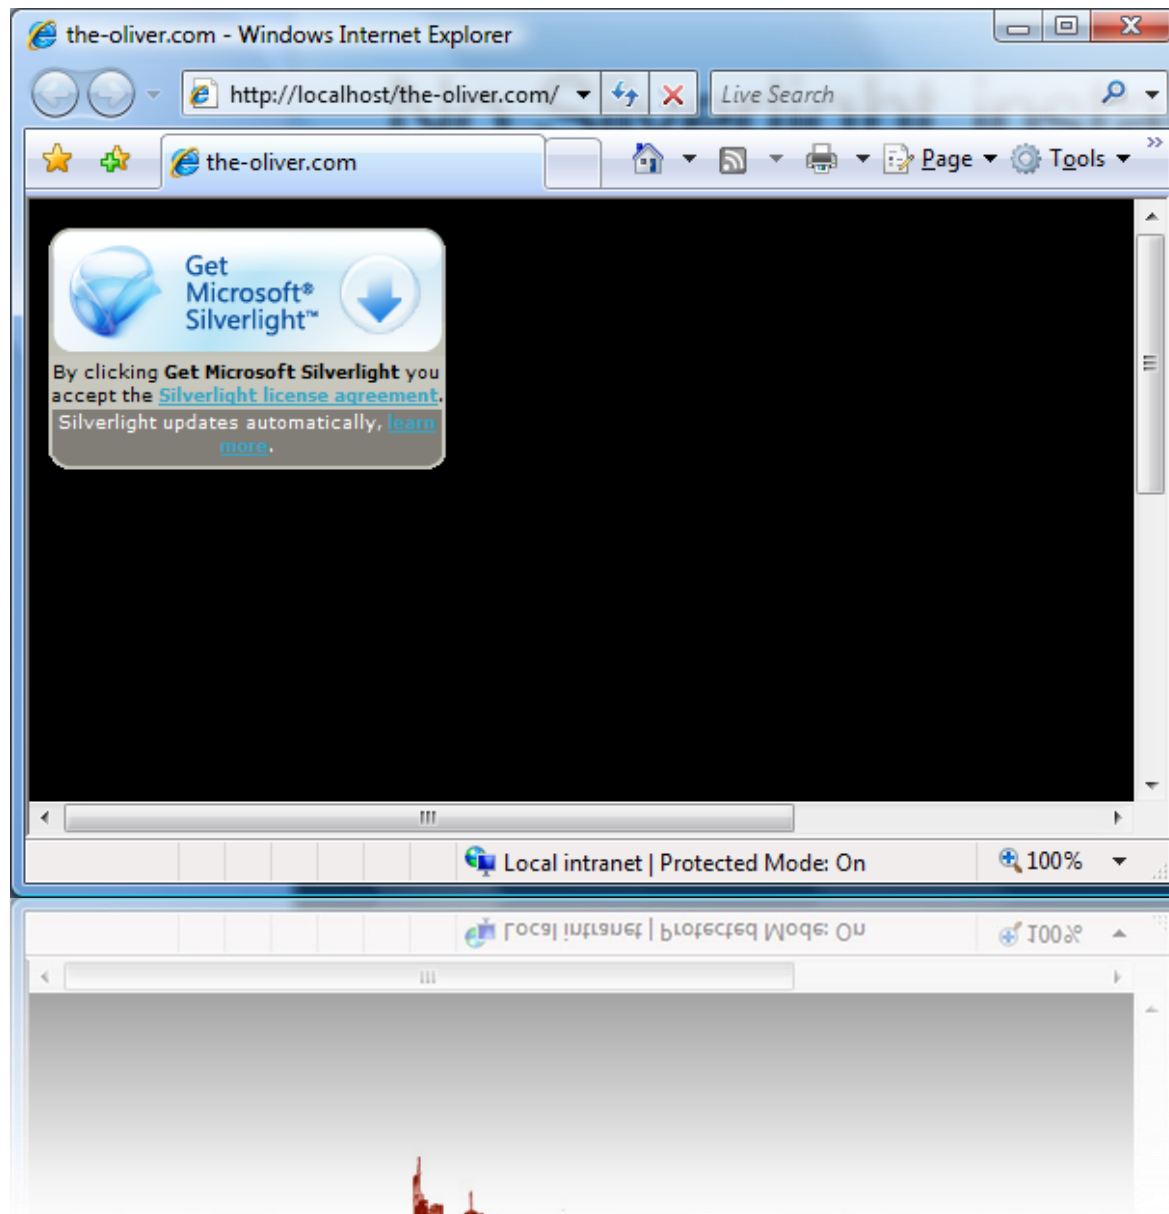 the-oliver.com - Windows Internet Explorer
http://localhost/the-oliver.com/
Live Search
the-oliver.com
Page
Tools
Get
Microsoft®
Silverlight™
By clicking Get Microsoft Silverlight you
accept the Silverlight license agreement.
Silverlight updates automatically, learn
more.
Local intranet | Protected Mode: On
100%
Local intranet | Protected Mode: On
100%